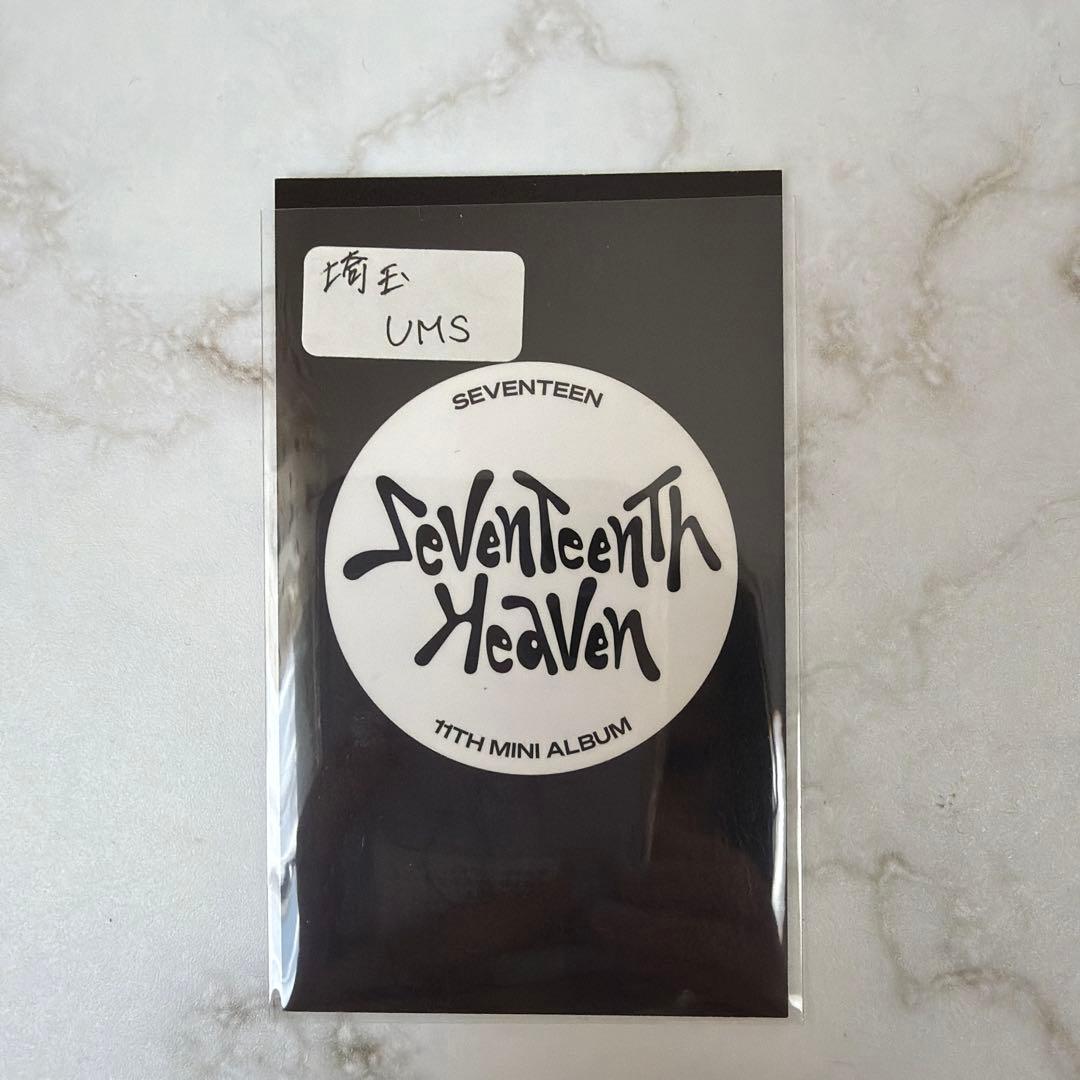 埼玉
UMS
SEVENTEEN
SevenTeenTh
Heaven
11TH MINI ALBUM